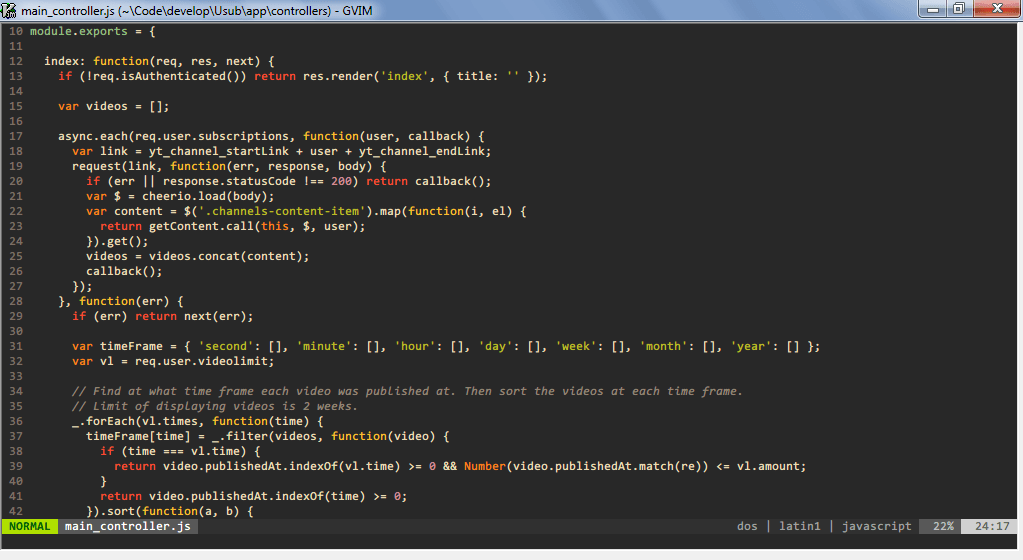 main_controller.js (~\Code\develop\Usub\app\controllers) - GVIM
10 module.exports = {
11
12   index: function(req, res, next) {
13     if (!req.isAuthenticated()) return res.render('index', { title: '' });
14
15     var videos = [];
16
17     async.each(req.user.subscriptions, function(user, callback) {
18       var link = yt_channel_startLink + user + yt_channel_endLink;
19       request(link, function(err, response, body) {
20         if (err || response.statusCode !== 200) return callback();
21         var $ = cheerio.load(body);
22         var content = $('.channels-content-item').map(function(i, el) {
23           return getContent.call(this, $, user);
24         }).get();
25         videos = videos.concat(content);
26         callback();
27       });
28     }, function(err) {
29       if (err) return next(err);
30
31       var timeFrame = { 'second': [], 'minute': [], 'hour': [], 'day': [], 'week': [], 'month': [], 'year': [] };
32       var vl = req.user.videolimit;
33
34       // Find at what time frame each video was published at. Then sort the videos at each time frame.
35       // Limit of displaying videos is 2 weeks.
36       _.forEach(vl.times, function(time) {
37         timeFrame[time] = _.filter(videos, function(video) {
38           if (time === vl.time) {
39             return video.publishedAt.indexOf(vl.time) >= 0 && Number(video.publishedAt.match(re)) <= vl.amount;
40           }
41           return video.publishedAt.indexOf(time) >= 0;
42         }).sort(function(a, b) {
NORMAL main_controller.js dos | latin1 | javascript 22% 24:17